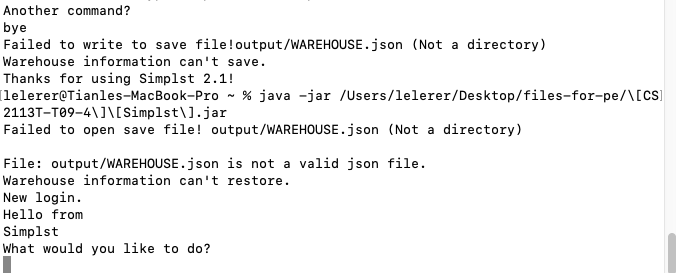 Another command?
bye
Failed to write to save file!output/WAREHOUSE.json (Not a directory)
Warehouse information can't save.
Thanks for using Simplst 2.1!
[lelerer@Tianles-MacBook-Pro ~ % java -jar /Users/lelerer/Desktop/files-for-pe/\[CS]
2113T-T09-4\]\[Simplst\].jar
Failed to open save file! output/WAREHOUSE.json (Not a directory)
File: output/WAREHOUSE.json is not a valid json file.
Warehouse information can't restore.
New login.
Hello from
Simplst
What would you like to do?